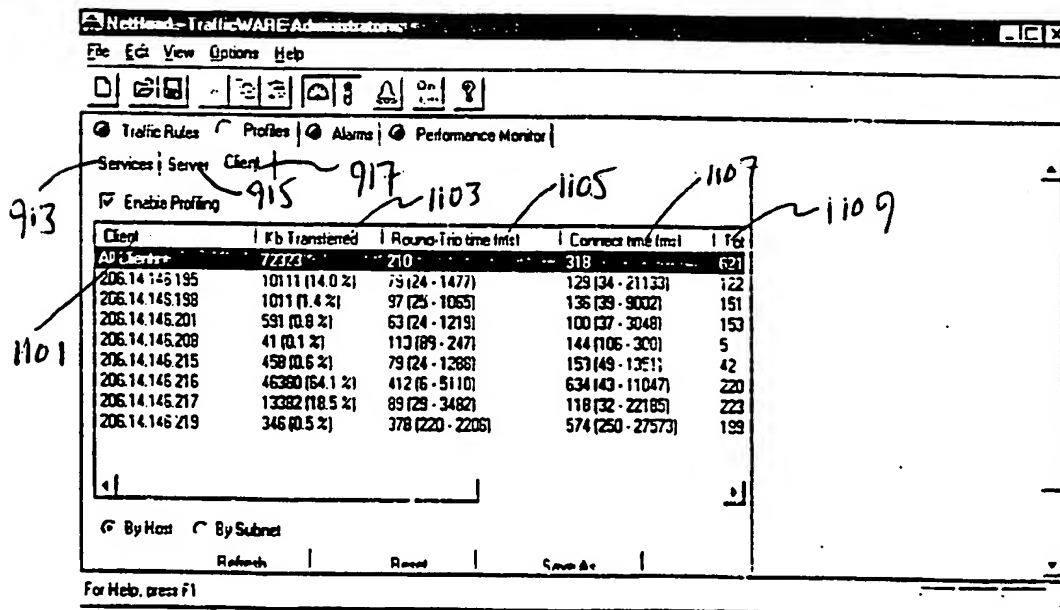 NetHead - TrafficWARE Administrator
File Edit View Options Help
On
Traffic Rules Profiles Alarms Performance Monitor
Services Server Client
913 915 917 1103 1105 1107 1109
Enable Profiling
Client Kb Transferred Round-Trip time (ms) Connect time (ms) Tot
All Clients 72323 210 318 621
206.14.146.195 10111 (14.0 %) 79 (24 - 1477) 129 (34 - 21133) 122
206.14.146.198 1011 (1.4 %) 97 (25 - 1065) 136 (39 - 9002) 151
206.14.146.201 591 (0.8 %) 63 (24 - 1219) 100 (37 - 3048) 153
206.14.146.208 41 (0.1 %) 113 (89 - 247) 144 (106 - 300) 5
206.14.146.215 458 (0.6 %) 79 (24 - 1286) 153 (49 - 1351) 42
206.14.146.216 46380 (64.1 %) 412 (6 - 5110) 634 (43 - 11047) 220
206.14.146.217 13382 (18.5 %) 89 (29 - 3482) 118 (32 - 22185) 223
206.14.146.219 346 (0.5 %) 378 (220 - 2206) 574 (250 - 27573) 199
1101
By Host By Subnet
Refresh Reset Save As
For Help, press F1